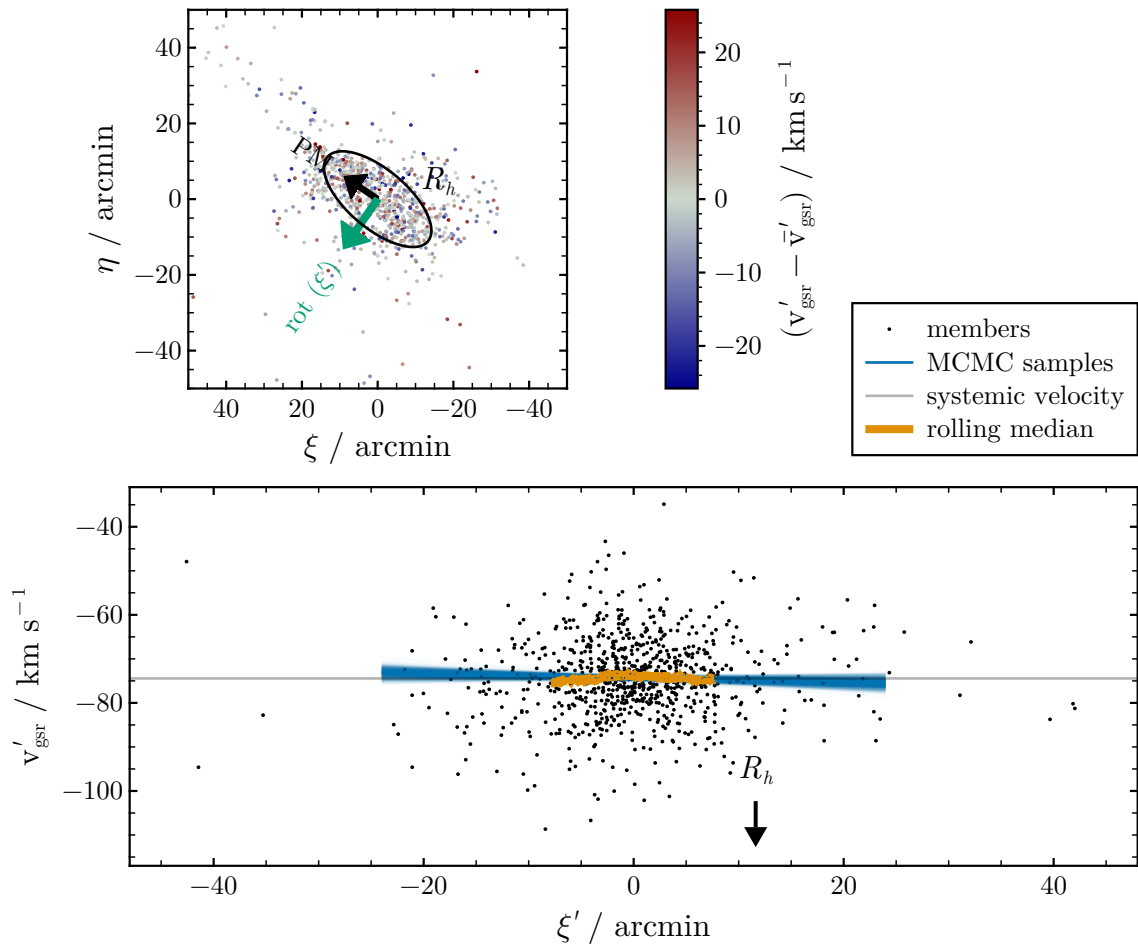 40
20
0
−20
−40
η / arcmin
PM
R_h
rot (ξ′)
40 20 0 −20 −40
ξ / arcmin
20
10
0
−10
−20
(v′_gsr − v̄′_gsr) / km s⁻¹
members
MCMC samples
systemic velocity
rolling median
−40
−60
−80
−100
v′_gsr / km s⁻¹
R_h
−40 −20 0 20 40
ξ′ / arcmin